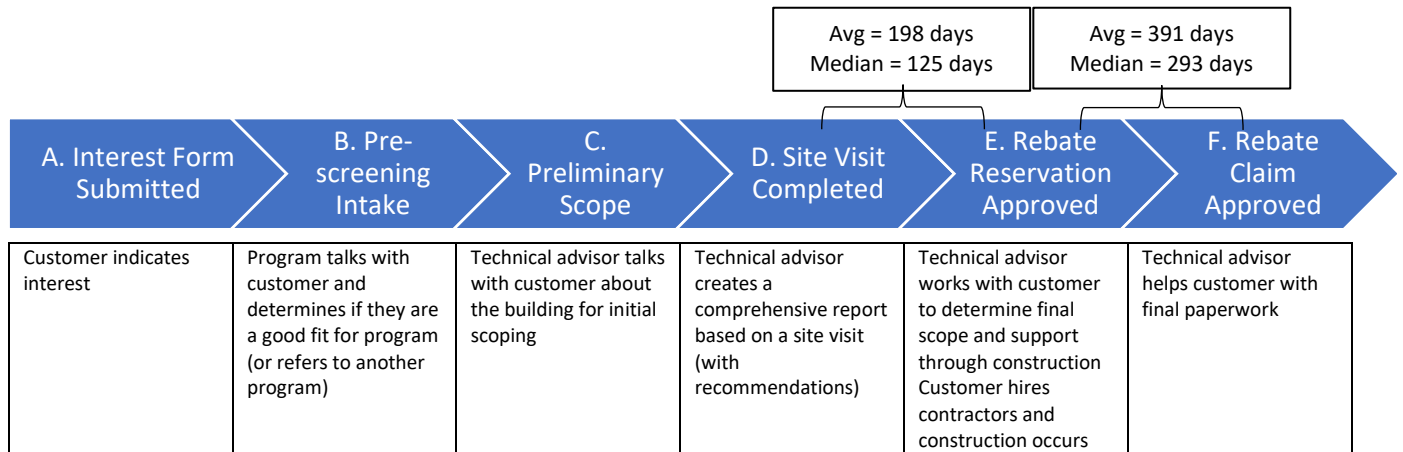 Avg = 198 days
Median = 125 days
Avg = 391 days
Median = 293 days
A. Interest Form
Submitted
B. Pre-
screening
Intake
C.
Preliminary
Scope
D. Site Visit
Completed
E. Rebate
Reservation
Approved
F. Rebate
Claim
Approved
Customer indicates
interest
Program talks with
customer and
determines if they are
a good fit for program
(or refers to another
program)
Technical advisor talks
with customer about
the building for initial
scoping
Technical advisor
creates a
comprehensive report
based on a site visit
(with
recommendations)
Technical advisor
works with customer
to determine final
scope and support
through construction
Customer hires
contractors and
construction occurs
Technical advisor
helps customer with
final paperwork